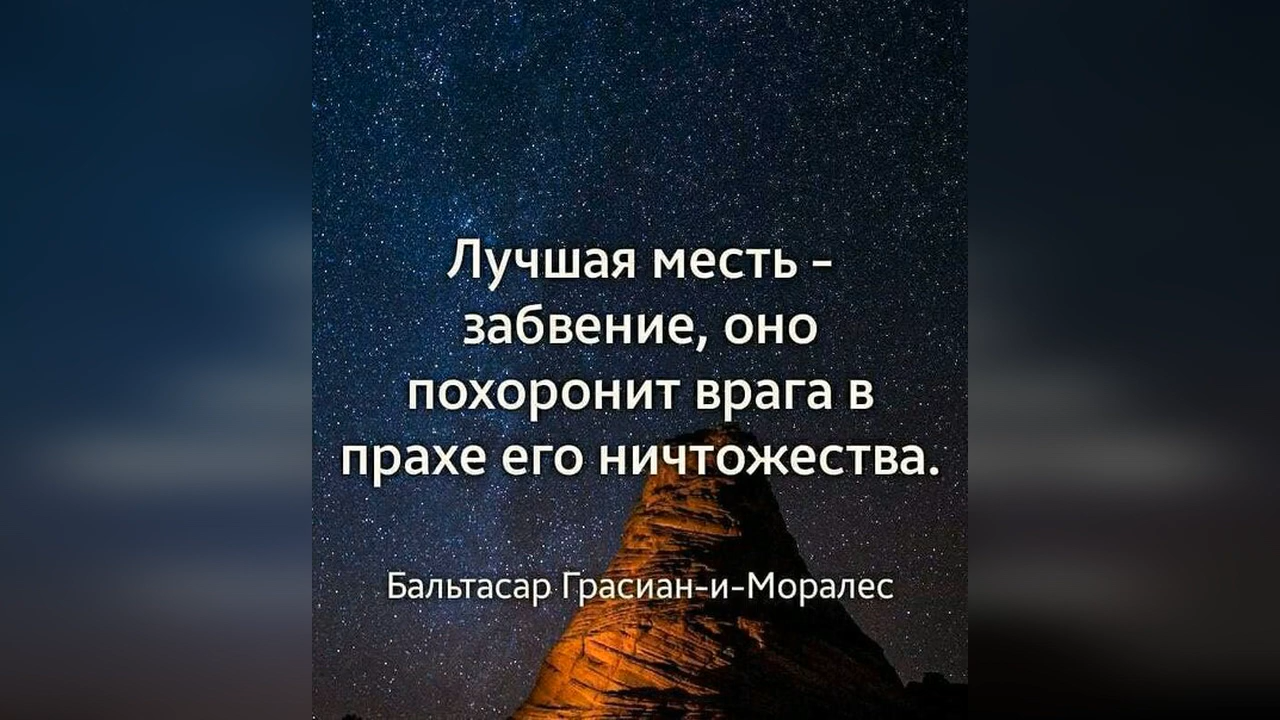 Лучшая месть –
забвение, оно
похоронит врага в
прахе его ничтожества.
Бальтасар Грасиан-и-Моралес